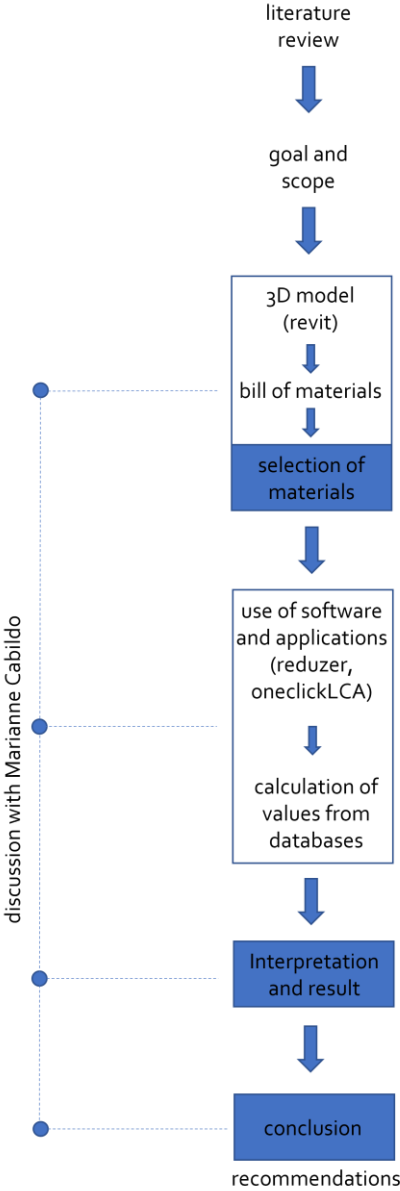 literature
review
goal and
scope
3D model
(revit)
bill of materials
selection of
materials
use of software
and applications
(reduzer,
oneclickLCA)
calculation of
values from
databases
Interpretation
and result
conclusion
recommendations
discussion with Marianne Cabildo